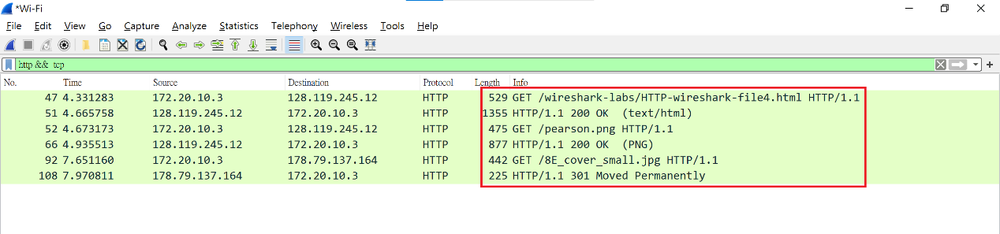 *Wi-Fi
File Edit View Go Capture Analyze Statistics Telephony Wireless Tools Help
http && tcp
No. Time Source Destination Protocol Length Info
47 4.331283 172.20.10.3 128.119.245.12 HTTP 529 GET /wireshark-labs/HTTP-wireshark-file4.html HTTP/1.1
51 4.665758 128.119.245.12 172.20.10.3 HTTP 1355 HTTP/1.1 200 OK (text/html)
52 4.673173 172.20.10.3 128.119.245.12 HTTP 475 GET /pearson.png HTTP/1.1
66 4.935513 128.119.245.12 172.20.10.3 HTTP 877 HTTP/1.1 200 OK (PNG)
92 7.651160 172.20.10.3 178.79.137.164 HTTP 442 GET /8E_cover_small.jpg HTTP/1.1
108 7.970811 178.79.137.164 172.20.10.3 HTTP 225 HTTP/1.1 301 Moved Permanently